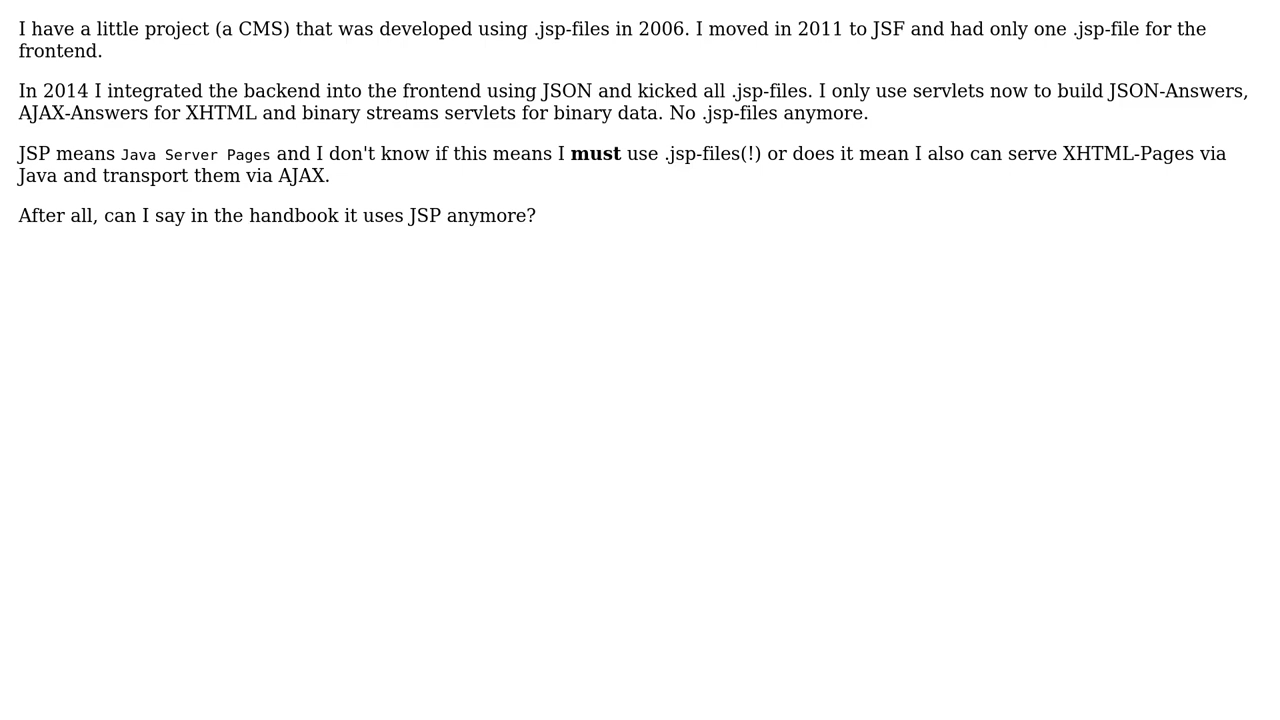 I have a little project (a CMS) that was developed using .jsp-files in 2006. I moved in 2011 to JSF and had only one .jsp-file for the
frontend.
In 2014 I integrated the backend into the frontend using JSON and kicked all .jsp-files. I only use servlets now to build JSON-Answers,
AJAX-Answers for XHTML and binary streams servlets for binary data. No .jsp-files anymore.
JSP means Java Server Pages and I don't know if this means I must use .jsp-files(!) or does it mean I also can serve XHTML-Pages via
Java and transport them via AJAX.
After all, can I say in the handbook it uses JSP anymore?